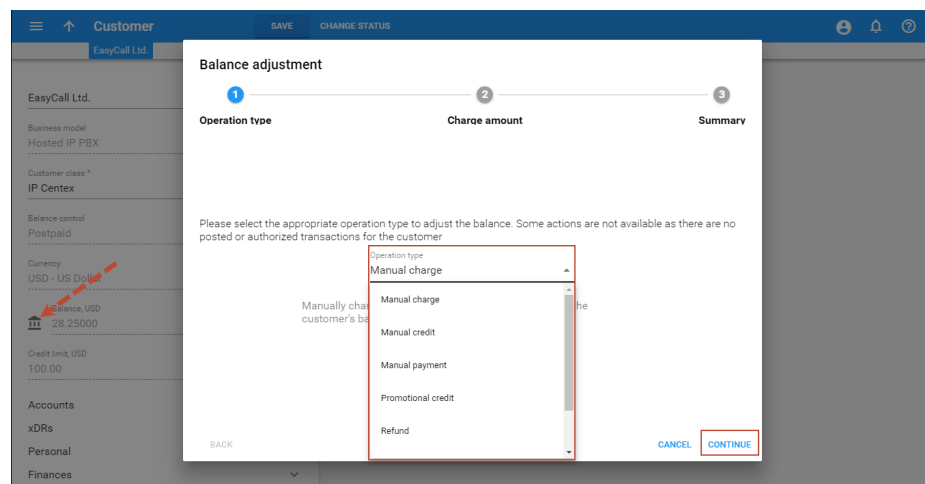 Customer
SAVE
CHANGE STATUS
EasyCall Ltd.
EasyCall Ltd.
Business model
Hosted IP PBX
Customer class *
IP Centex
Balance control
Postpaid
Currency
USD - US Dollar
Balance, USD
28.25000
Credit limit, USD
100.00
Accounts
xDRs
Personal
Finances
Balance adjustment
1
2
3
Operation type
Charge amount
Summary
Please select the appropriate operation type to adjust the balance. Some actions are not available as there are no
posted or authorized transactions for the customer
Operation type
Manual charge
Manually cha
he
customer's ba
Manual charge
Manual credit
Manual payment
Promotional credit
Refund
BACK
CANCEL
CONTINUE